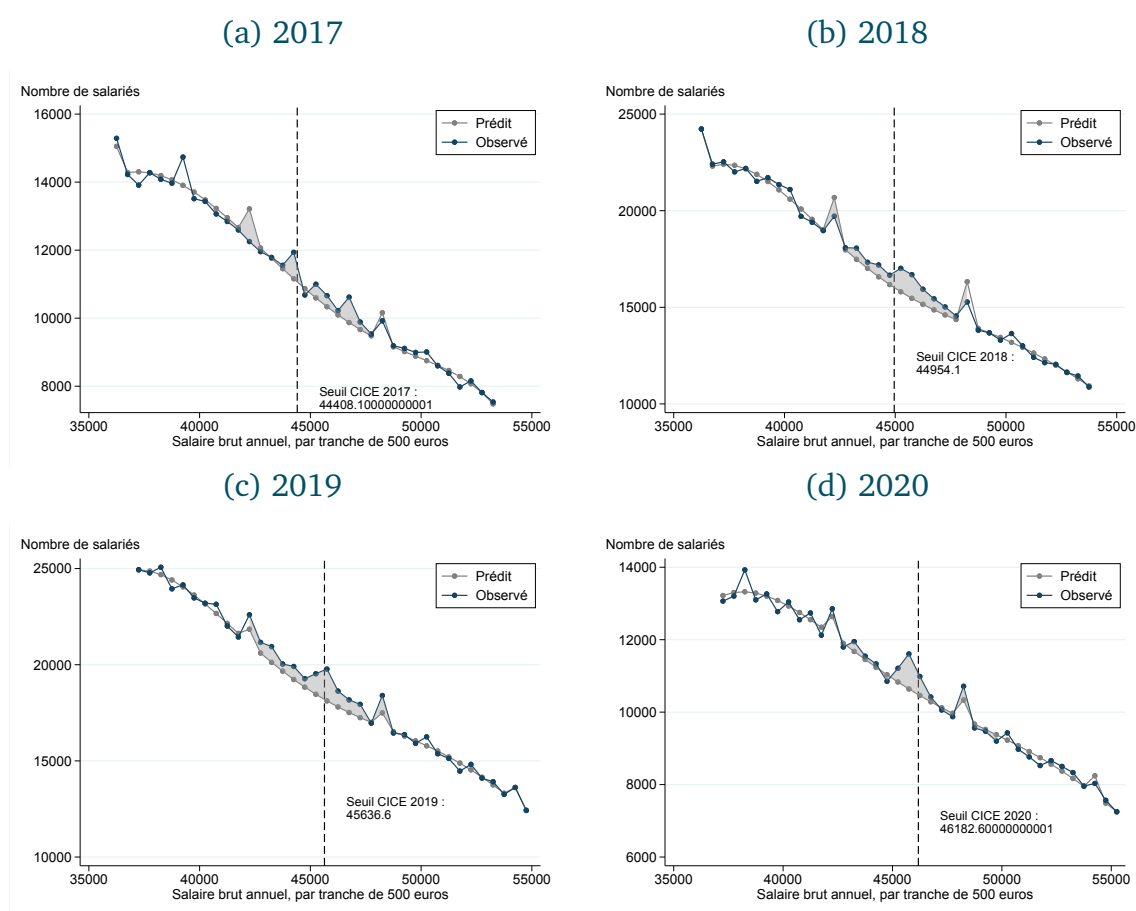 (a) 2017
Nombre de salariés
16000
14000
12000
10000
8000
Prédit
Observé
Seuil CICE 2017 :
44408.10000000001
35000 40000 45000 50000 55000
Salaire brut annuel, par tranche de 500 euros
(b) 2018
Nombre de salariés
25000
20000
15000
10000
Prédit
Observé
Seuil CICE 2018 :
44954.1
35000 40000 45000 50000 55000
Salaire brut annuel, par tranche de 500 euros
(c) 2019
Nombre de salariés
25000
20000
15000
10000
Prédit
Observé
Seuil CICE 2019 :
45636.6
35000 40000 45000 50000 55000
Salaire brut annuel, par tranche de 500 euros
(d) 2020
Nombre de salariés
14000
12000
10000
8000
6000
Prédit
Observé
Seuil CICE 2020 :
46182.60000000001
35000 40000 45000 50000 55000
Salaire brut annuel, par tranche de 500 euros